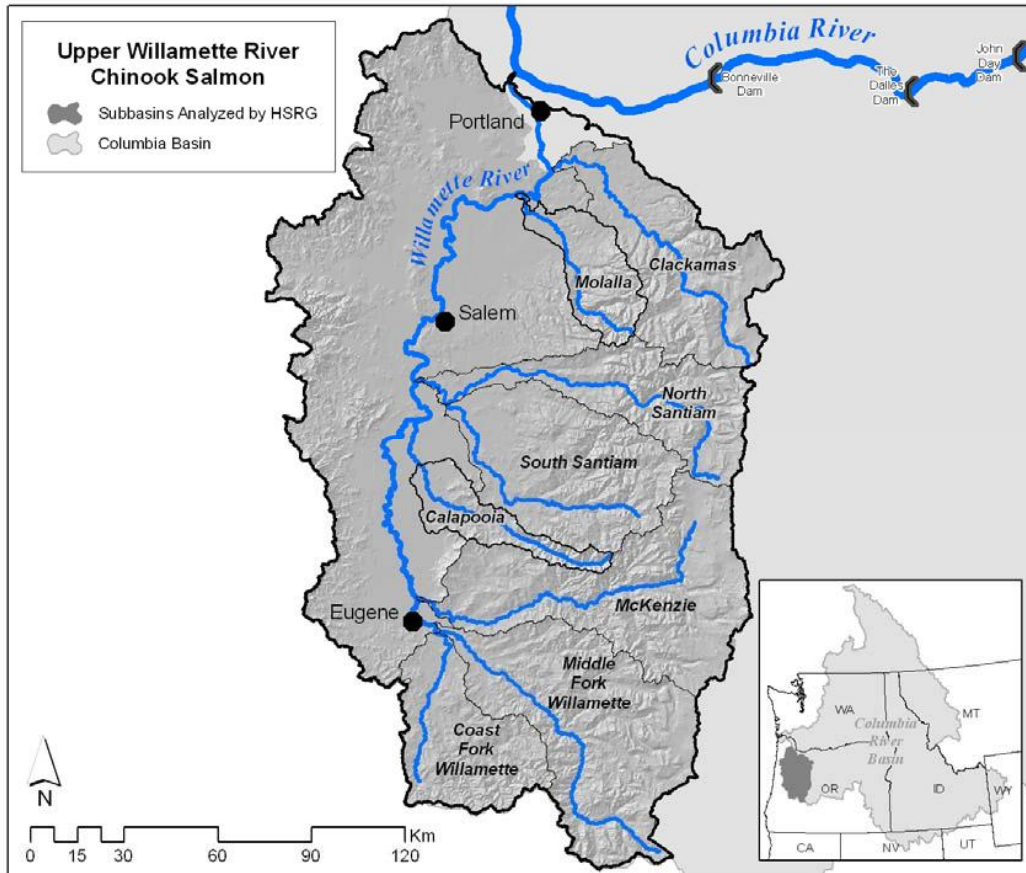 Upper Willamette River
Chinook Salmon
Subbasins Analyzed by HSRG
Columbia Basin
Columbia River
Bonneville
Dam
The
Dalles
Dam
John
Day
Dam
Portland
Willamette River
Clackamas
Molalla
Salem
North
Santiam
South Santiam
Calapooia
McKenzie
Eugene
Middle
Fork
Willamette
Coast
Fork
Willamette
N
Km
0 15 30 60 90 120
WA
MT
Columbia
River
Basin
OR
ID
WY
CA
NV
UT